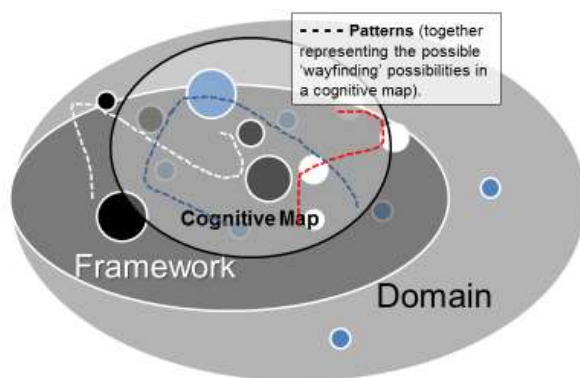 Patterns (together
representing the possible
‘wayfinding’ possibilities in
a cognitive map).
Cognitive Map
Framework
Domain